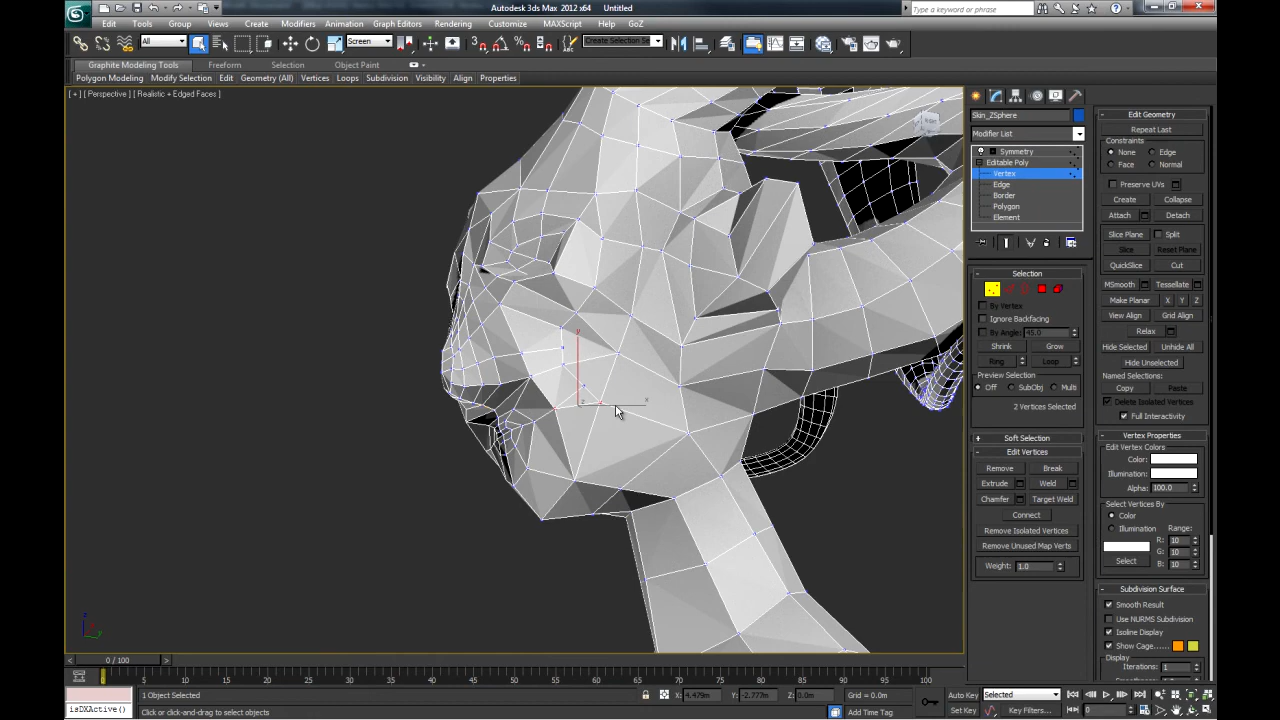 Autodesk 3ds Max 2012 x64 Untitled
Type a keyword or phrase
Edit Tools Group Views Create Modifiers Animation Graph Editors Rendering Customize MAXScript Help GoZ
All Screen Create Selection Se
Graphite Modeling Tools Freeform Selection Object Paint
Polygon Modeling Modify Selection Edit Geometry (All) Vertices Loops Subdivision Visibility Align Properties
[ + ] [ Perspective ] [ Realistic + Edged Faces ]
Skin_ZSphere
Modifier List
Symmetry
Editable Poly
Vertex
Edge
Border
Polygon
Element
Selection
By Vertex
Ignore Backfacing
By Angle: 45.0
Shrink Grow
Ring Loop
Preview Selection
Off SubObj Multi
2 Vertices Selected
Soft Selection
Edit Vertices
Remove Break
Extrude Weld
Chamfer Target Weld
Connect
Remove Isolated Vertices
Remove Unused Map Verts
Weight: 1.0
Edit Geometry
Repeat Last
Constraints
None Edge
Face Normal
Preserve UVs
Create Collapse
Attach Detach
Slice Plane Split
Slice Reset Plane
QuickSlice Cut
MSmooth Tessellate
Make Planar X Y Z
View Align Grid Align
Relax
Hide Selected Unhide All
Hide Unselected
Named Selections:
Copy Paste
Delete Isolated Vertices
Full Interactivity
Vertex Properties
Edit Vertex Colors
Color:
Illumination:
Alpha: 100.0
Select Vertices By
Color
Illumination Range:
R: 10
G: 10
B: 10
Select
Subdivision Surface
Smooth Result
Use NURMS Subdivision
Isoline Display
Show Cage......
Display
Iterations: 1
0 / 100
0 5 10 15 20 25 30 35 40 45 50 55 60 65 70 75 80 85 90 95 100
1 Object Selected X: 4.479m Y: -2.777m Z: 0.0m Grid = 0.0m Auto Key Selected
isDXActive() Click or click-and-drag to select objects Add Time Tag Set Key Key Filters... 0